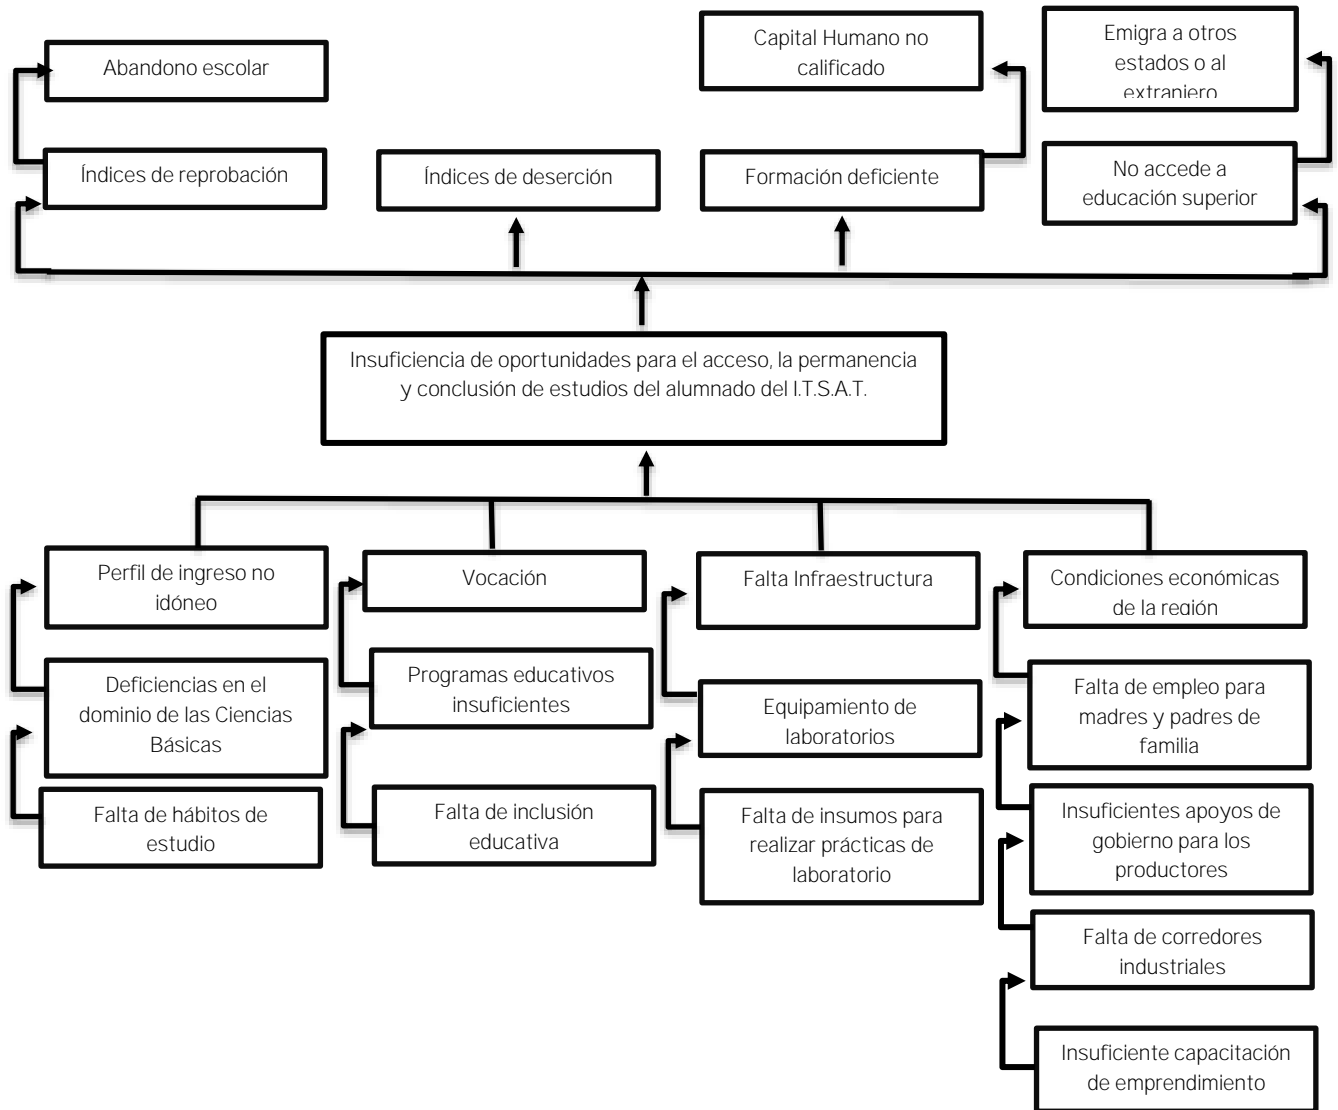 Abandono escolar
Capital Humano no
calificado
Emigra a otros
estados o al
extranjero
Índices de reprobación
Índices de deserción
Formación deficiente
No accede a
educación superior
Insuficiencia de oportunidades para el acceso, la permanencia
y conclusión de estudios del alumnado del I.T.S.A.T.
Perfil de ingreso no
idóneo
Vocación
Falta Infraestructura
Condiciones económicas
de la región
Deficiencias en el
dominio de las Ciencias
Básicas
Programas educativos
insuficientes
Equipamiento de
laboratorios
Falta de empleo para
madres y padres de
familia
Falta de hábitos de
estudio
Falta de inclusión
educativa
Falta de insumos para
realizar prácticas de
laboratorio
Insuficientes apoyos de
gobierno para los
productores
Falta de corredores
industriales
Insuficiente capacitación
de emprendimiento